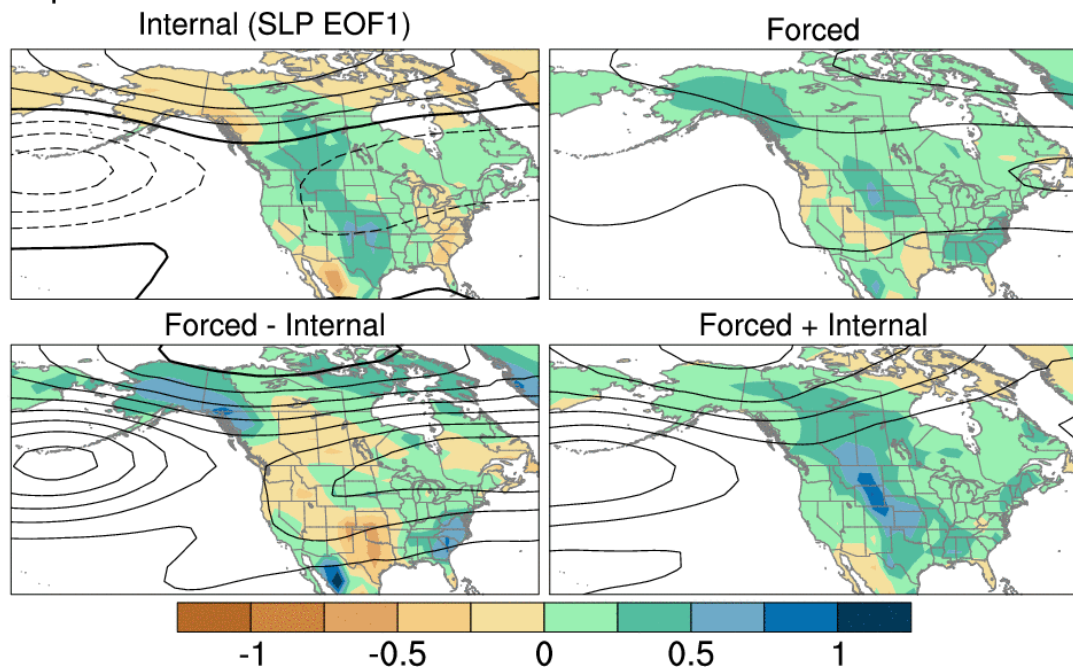 Internal (SLP EOF1)
Forced
Forced - Internal
Forced + Internal
-1 -0.5 0 0.5 1